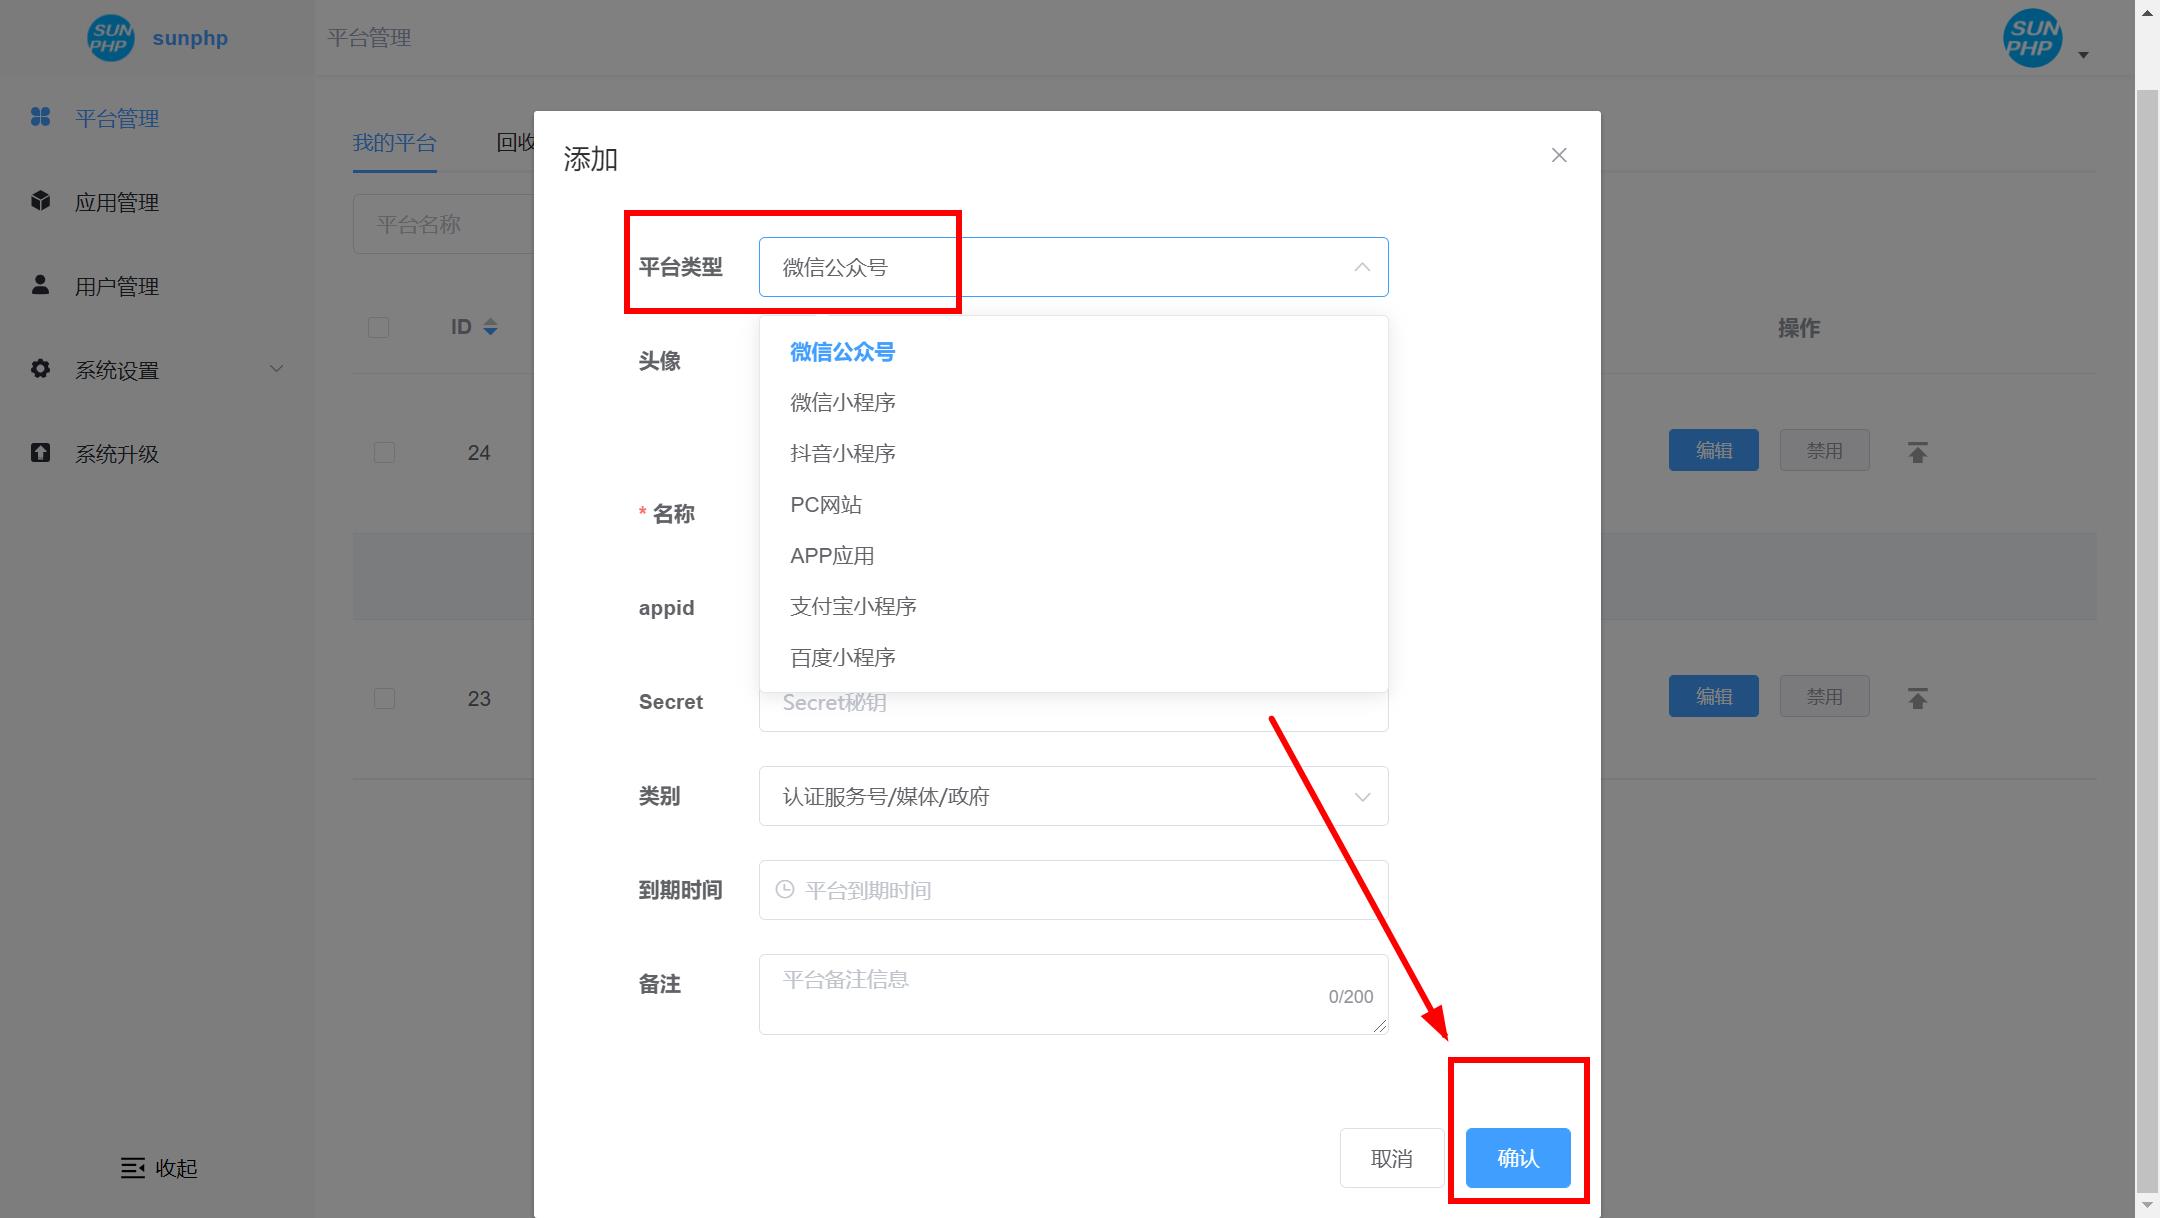 SUN PHP
sunphp
平台管理
SUN PHP
平台管理
应用管理
用户管理
系统设置
系统升级
收起
我的平台
回收
平台名称
ID
操作
24
编辑
禁用
23
编辑
禁用
添加
平台类型
微信公众号
微信公众号
微信小程序
抖音小程序
PC网站
APP应用
支付宝小程序
百度小程序
头像
* 名称
appid
Secret
Secret秘钥
类别
认证服务号/媒体/政府
到期时间
平台到期时间
备注
平台备注信息
0/200
取消
确认